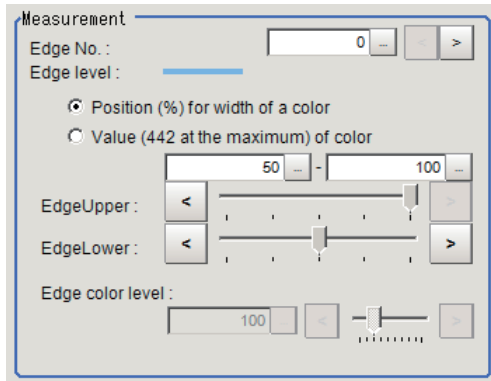 Measurement
Edge No. : 0 ... < >
Edge level :
Position (%) for width of a color
Value (442 at the maximum) of color
50 ... - 100 ...
EdgeUpper : < >
EdgeLower : < >
Edge color level :
100 ... < >